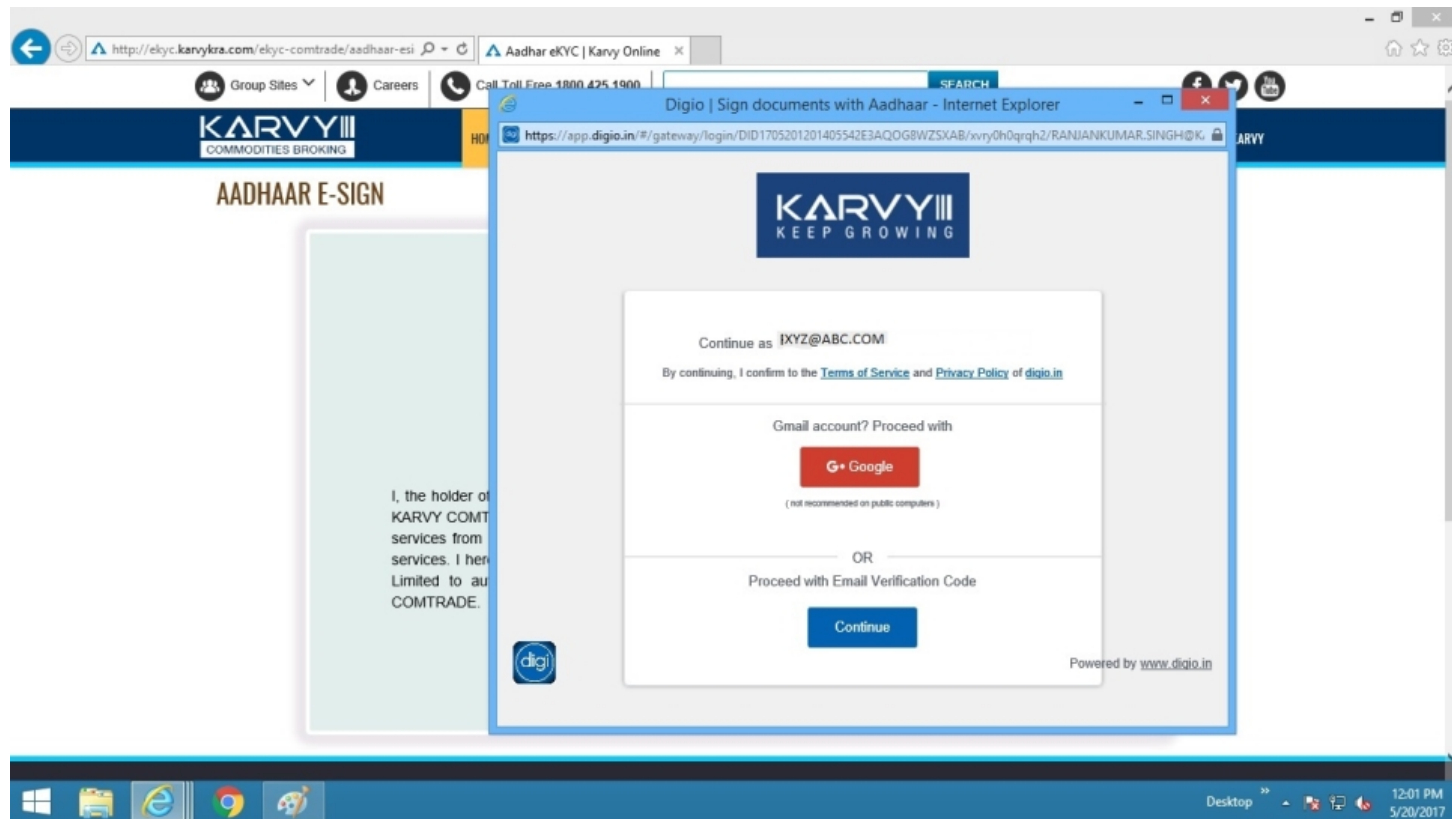 http://ekyc.karvykra.com/ekyc-comtrade/aadhaar-esi
Aadhar eKYC | Karvy Online
Group Sites
Careers
Call Toll Free 1800 425 1900
SEARCH
You
KARVY
COMMODITIES BROKING
HO
ARVY
AADHAAR E-SIGN
I, the holder of
KARVY COMT
services from
services. I here
Limited to au
COMTRADE.
Digio | Sign documents with Aadhaar - Internet Explorer
https://app.digio.in/#/gateway/login/DID1705201201405542E3AQOG8WZSXAB/xvry0h0qrqh2/RANJANKUMAR.SINGH@K
KARVY
KEEP GROWING
Continue as IXYZ@ABC.COM
By continuing, I confirm to the Terms of Service and Privacy Policy of digio.in
Gmail account? Proceed with
G+ Google
( not recommended on public computers )
OR
Proceed with Email Verification Code
Continue
digi
Powered by www.digio.in
Desktop
12:01 PM
5/20/2017